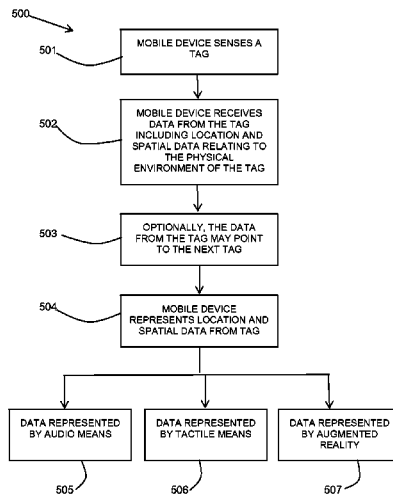 500
501
MOBILE DEVICE SENSES A
TAG
502
MOBILE DEVICE RECEIVES
DATA FROM THE TAG
INCLUDING LOCATION AND
SPATIAL DATA RELATING TO
THE PHYSICAL
ENVIRONMENT OF THE TAG
503
OPTIONALLY, THE DATA
FROM THE TAG MAY POINT
TO THE NEXT TAG
504
MOBILE DEVICE
REPRESENTS LOCATION AND
SPATIAL DATA FROM TAG
DATA REPRESENTED
BY AUDIO MEANS
DATA REPRESENTED
BY TACTILE MEANS
DATA REPRESENTED
BY AUGMENTED
REALITY
505
506
507